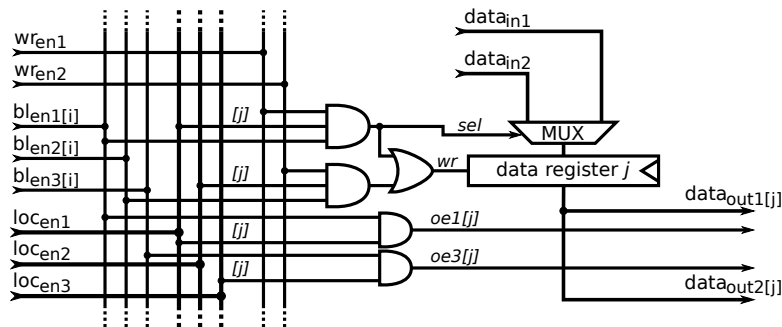 wr_en1
wr_en2
bl_en1[i]
bl_en2[i]
bl_en3[i]
loc_en1
loc_en2
loc_en3
[j]
[j]
[j]
[j]
data_in1
data_in2
sel
MUX
wr
data register j
oe1[j]
oe3[j]
data_out1[j]
data_out2[j]